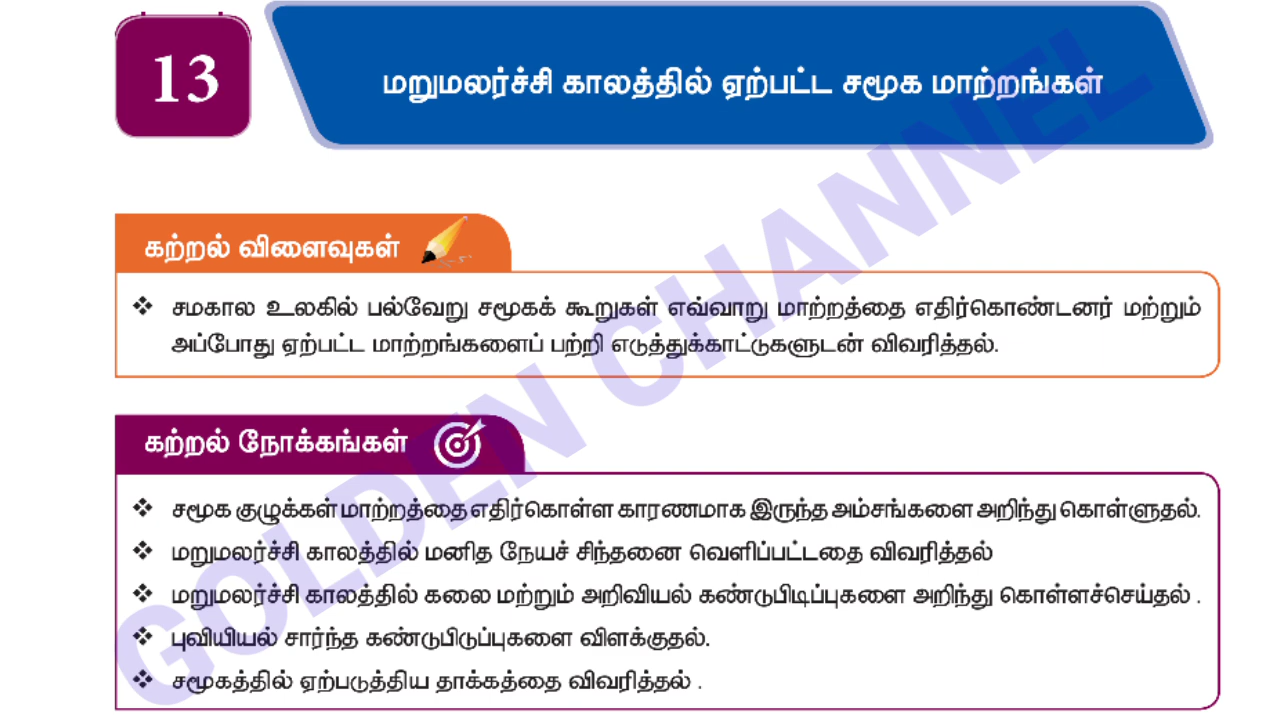 13
மறுமலர்ச்சி காலத்தில் ஏற்பட்ட சமூக மாற்றங்கள்
கற்றல் விளைவுகள்
❖ சமகால உலகில் பல்வேறு சமூகக் கூறுகள் எவ்வாறு மாற்றத்தை எதிர்கொண்டனர் மற்றும்
அப்போது ஏற்பட்ட மாற்றங்களைப் பற்றி எடுத்துக்காட்டுகளுடன் விவரித்தல்.
கற்றல் நோக்கங்கள்
❖ சமூக குழுக்கள் மாற்றத்தை எதிர்கொள்ள காரணமாக இருந்த அம்சங்களை அறிந்து கொள்ளுதல்.
❖ மறுமலர்ச்சி காலத்தில் மனித நேயச் சிந்தனை வெளிப்பட்டதை விவரித்தல்
❖ மறுமலர்ச்சி காலத்தில் கலை மற்றும் அறிவியல் கண்டுபிடிப்புகளை அறிந்து கொள்ளச்செய்தல் .
❖ புவியியல் சார்ந்த கண்டுபிடுப்புகளை விளக்குதல்.
❖ சமூகத்தில் ஏற்படுத்திய தாக்கத்தை விவரித்தல் .
GOLDEN CHANNEL